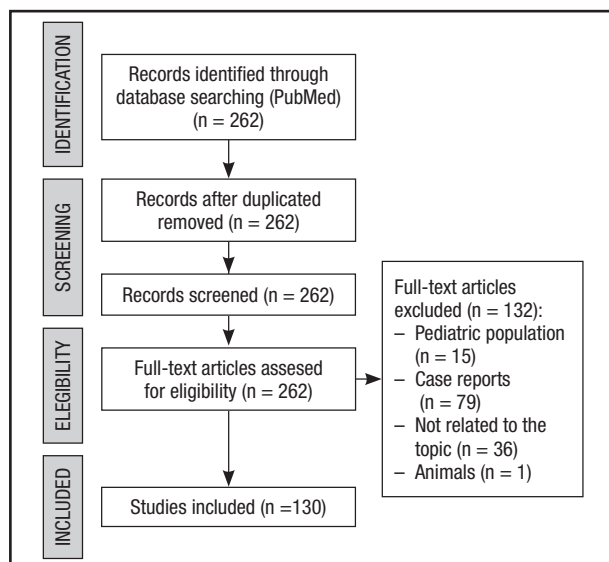 IDENTIFICATION
Records identified through
database searching (PubMed)
(n = 262)
SCREENING
Records after duplicated
removed (n = 262)
Records screened (n = 262)
ELEGIBILITY
Full-text articles assesed
for eligibility (n = 262)
Full-text articles
excluded (n = 132):
– Pediatric population
(n = 15)
– Case reports
(n = 79)
– Not related to the
topic (n = 36)
– Animals (n = 1)
INCLUDED
Studies included (n =130)